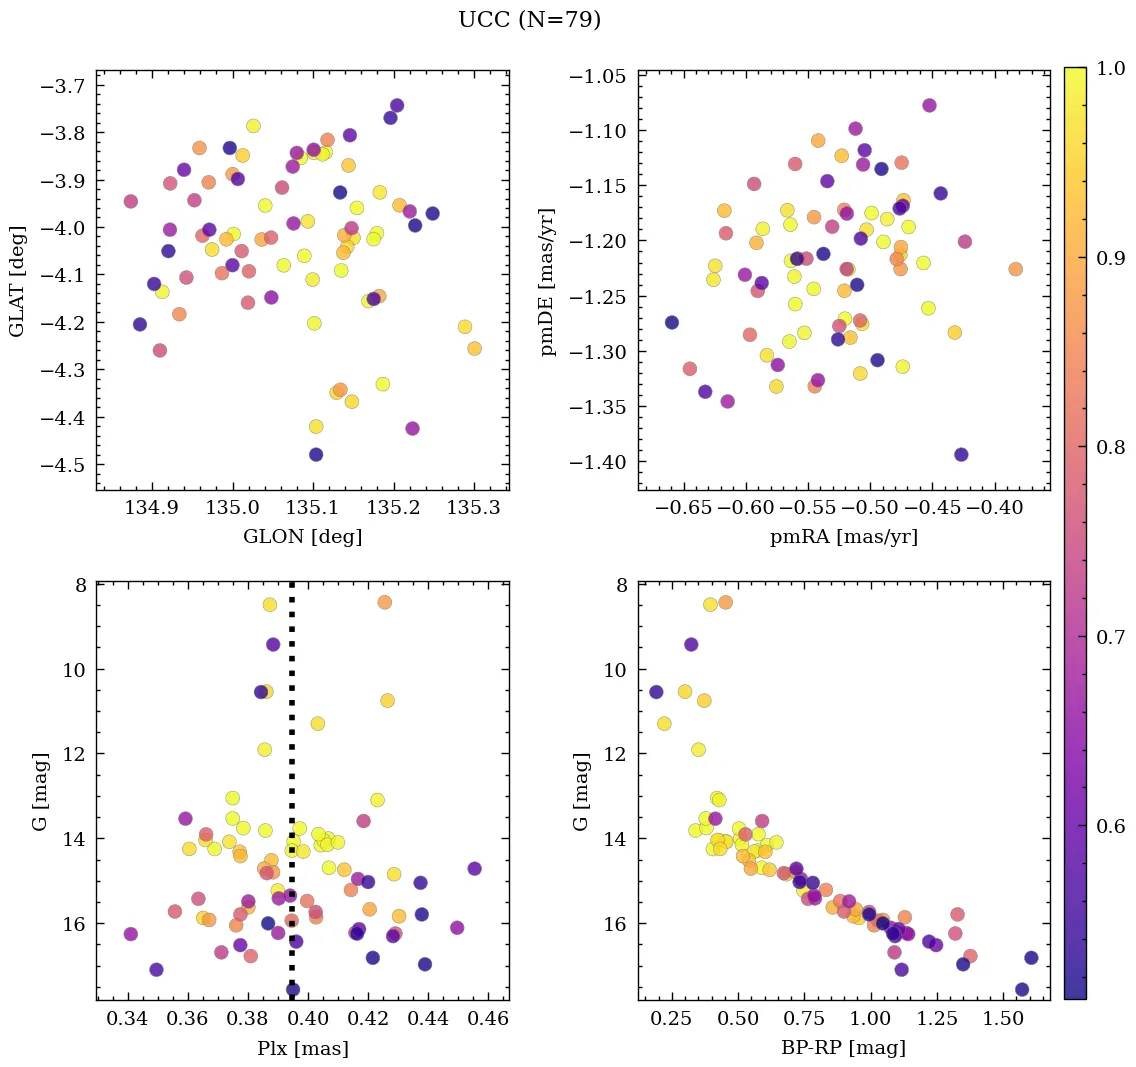 UCC (N=79)
−3.7
−3.8
−3.9
−4.0
−4.1
−4.2
−4.3
−4.4
−4.5
GLAT [deg]
134.9 135.0 135.1 135.2 135.3
GLON [deg]
−1.05
−1.10
−1.15
−1.20
−1.25
−1.30
−1.35
−1.40
pmDE [mas/yr]
−0.65 −0.60 −0.55 −0.50 −0.45 −0.40
pmRA [mas/yr]
8
10
12
14
16
G [mag]
0.34 0.36 0.38 0.40 0.42 0.44 0.46
Plx [mas]
8
10
12
14
16
G [mag]
0.25 0.50 0.75 1.00 1.25 1.50
BP-RP [mag]
1.0
0.9
0.8
0.7
0.6